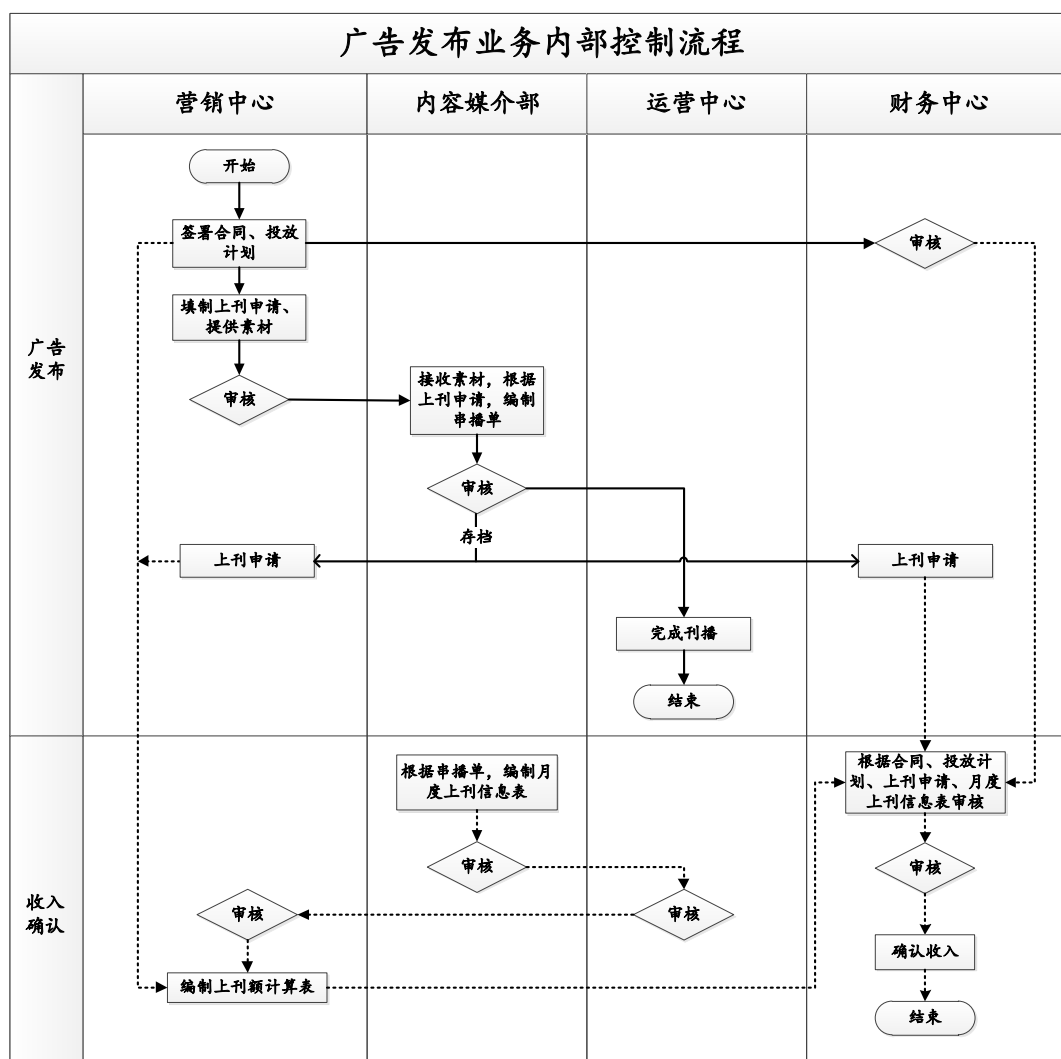 广告发布业务内部控制流程
营销中心
内容媒介部
运营中心
财务中心
广告
发布
开始
签署合同、投放
计划
审核
填制上刊申请、
提供素材
审核
接收素材，根据
上刊申请，编制
串播单
审核
存档
上刊申请
上刊申请
完成刊播
结束
收入
确认
根据串播单，编制月
度上刊信息表
根据合同、投放计
划、上刊申请、月度
上刊信息表审核
审核
审核
审核
审核
确认收入
编制上刊额计算表
结束